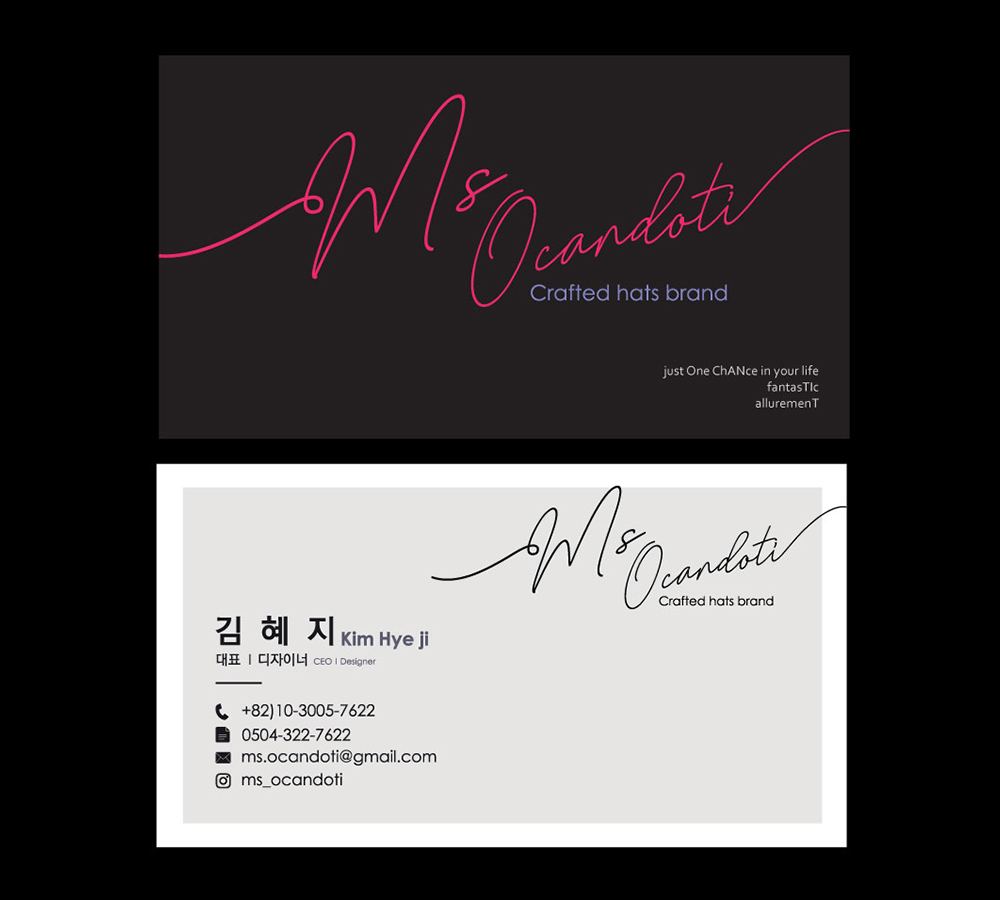 Ms
Ocandoti
Crafted hats brand
just One ChANce in your life
fantasTIc
alluremenT
Ms
Ocandoti
Crafted hats brand
김 혜 지 Kim Hye ji
대표 | 디자이너 CEO | Designer
+82)10-3005-7622
0504-322-7622
ms.ocandoti@gmail.com
ms_ocandoti